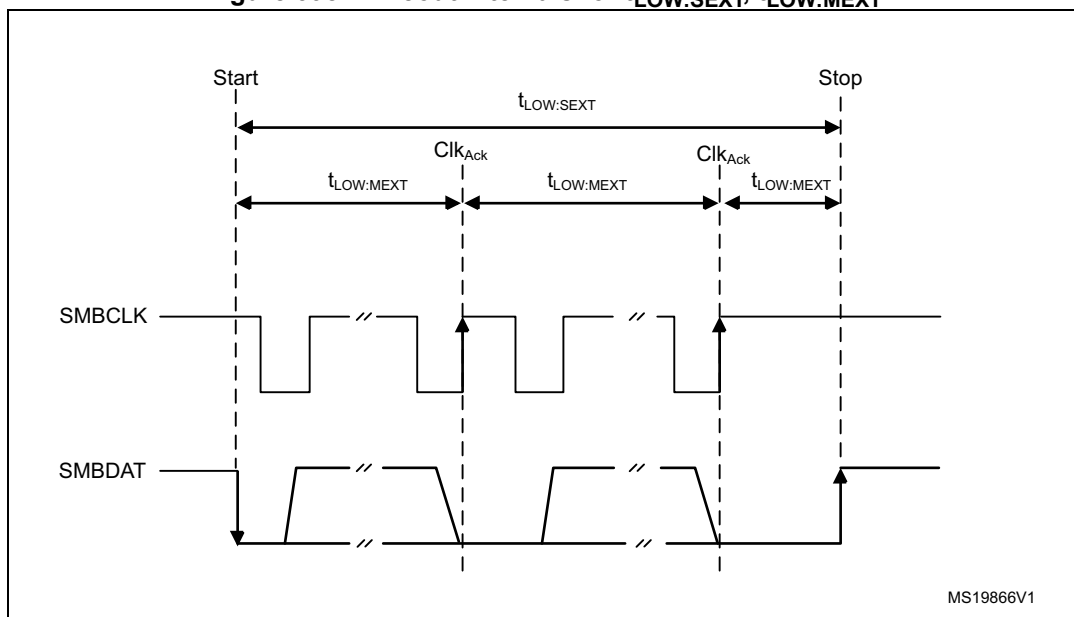 Start
Stop
tLOW:SEXT
ClkAck
ClkAck
tLOW:MEXT
tLOW:MEXT
tLOW:MEXT
SMBCLK
SMBDAT
MS19866V1